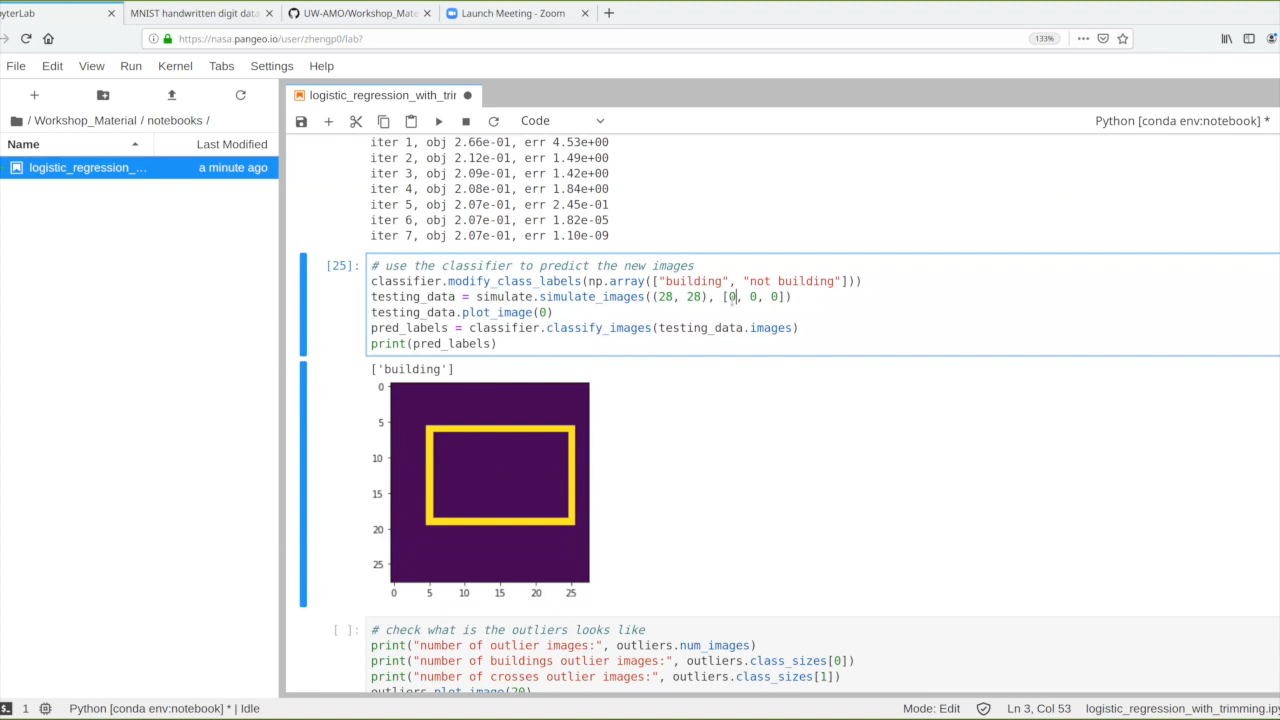 yterLab
MNIST handwritten digit data
UW-AMO/Workshop_Mate
Launch Meeting - Zoom
https://nasa.pangeo.io/user/zhengp0/lab?
133%
File Edit View Run Kernel Tabs Settings Help
logistic_regression_with_trir
/ Workshop_Material / notebooks /
Code
Python [conda env:notebook] *
Name
Last Modified
logistic_regression_...
a minute ago
iter 1, obj 2.66e-01, err 4.53e+00
iter 2, obj 2.12e-01, err 1.49e+00
iter 3, obj 2.09e-01, err 1.42e+00
iter 4, obj 2.08e-01, err 1.84e+00
iter 5, obj 2.07e-01, err 2.45e-01
iter 6, obj 2.07e-01, err 1.82e-05
iter 7, obj 2.07e-01, err 1.10e-09
[25]:
# use the classifier to predict the new images
classifier.modify_class_labels(np.array(["building", "not building"]))
testing_data = simulate.simulate_images((28, 28), [0, 0, 0])
testing_data.plot_image(0)
pred_labels = classifier.classify_images(testing_data.images)
print(pred_labels)
['building']
0
5
10
15
20
25
0 5 10 15 20 25
[ ]:
# check what is the outliers looks like
print("number of outlier images:", outliers.num_images)
print("number of buildings outlier images:", outliers.class_sizes[0])
print("number of crosses outlier images:", outliers.class_sizes[1])
outliers.plot_image(20)
1 Python [conda env:notebook] * | Idle
Mode: Edit
Ln 3, Col 53
logistic_regression_with_trimming.ip